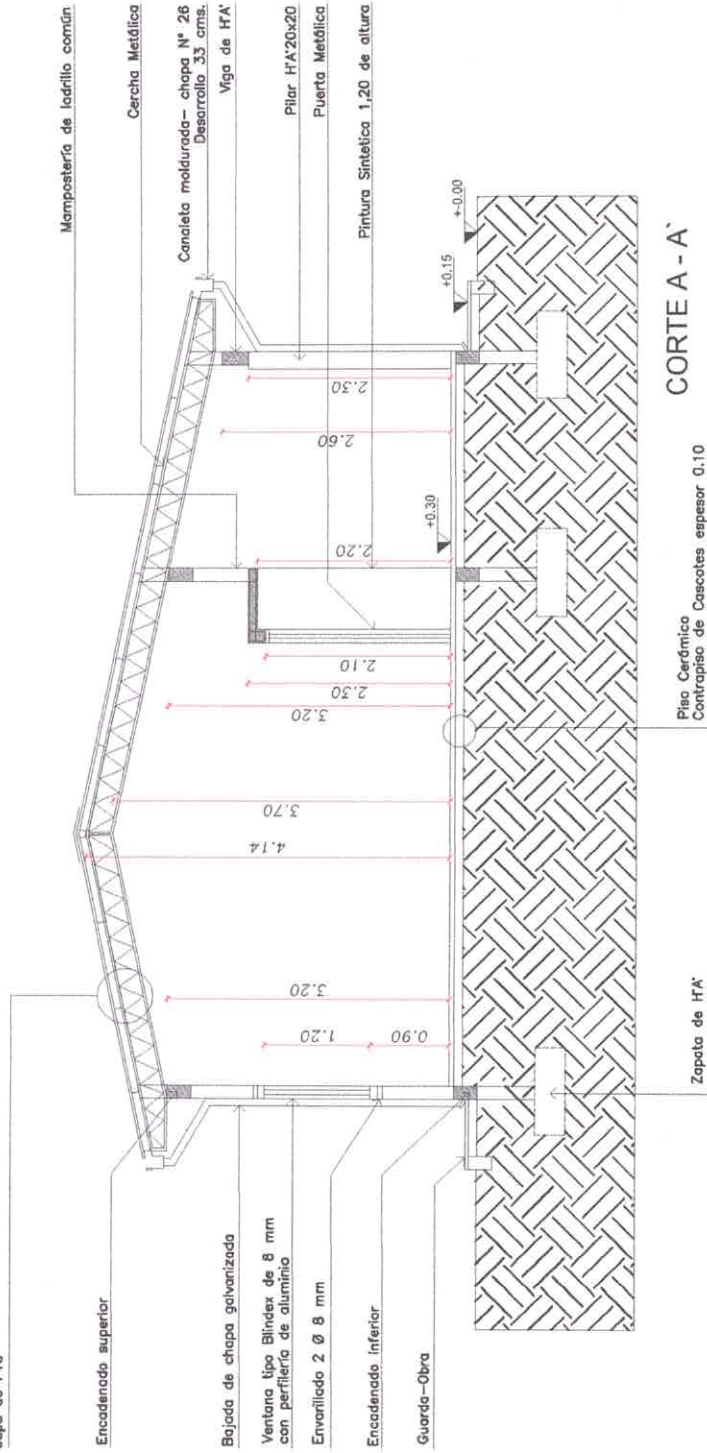 Encadenado superior
Bajada de chapa galvanizada
Ventana tipo Blindex de 8 mm
con perfilería de aluminio
Envarillado 2 Ø 8 mm
Encadenado inferior
Guarda-Obra
Mampostería de ladrillo común
Cercha Metálica
Canaleta moldurada- chapa N° 26
Desarrollo 33 cms.
Viga de H'A'
Pilar H'A'20x20
Puerta Metálica
Pintura Sintetica 1,20 de altura
0.90
1.20
3.20
4.14
3.70
3.20
2.30
2.10
2.20
2.60
2.30
+0.30
+0.15
+-0.00
Zapata de H'A'
Piso Cerámico
Contrapiso de Cascotes espesor 0.10
CORTE A - A`